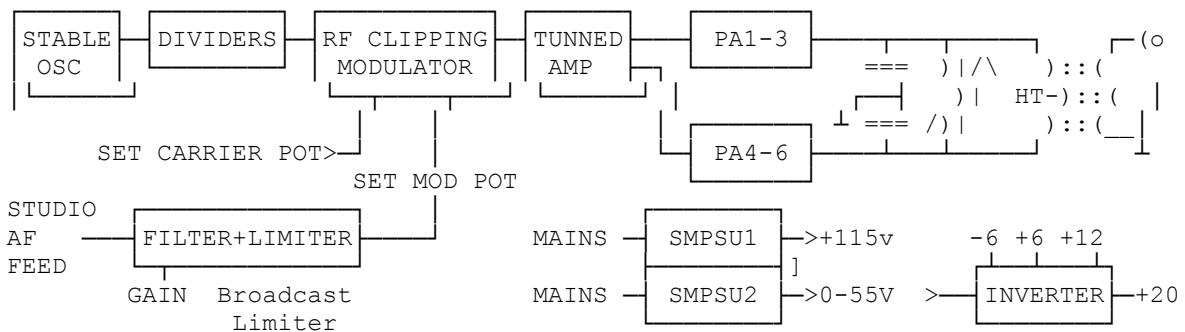 STABLE DIVIDERS RF CLIPPING TUNNED PA1-3 (o
OSC MODULATOR AMP === )|/\ )::(
)| HT-)::(
=== /)| )::(__
SET CARRIER POT> PA4-6
SET MOD POT
STUDIO
AF FILTER+LIMITER MAINS SMPSU1 >+115v -6 +6 +12
FEED ]
GAIN Broadcast MAINS SMPSU2 >0-55V > INVERTER +20
Limiter